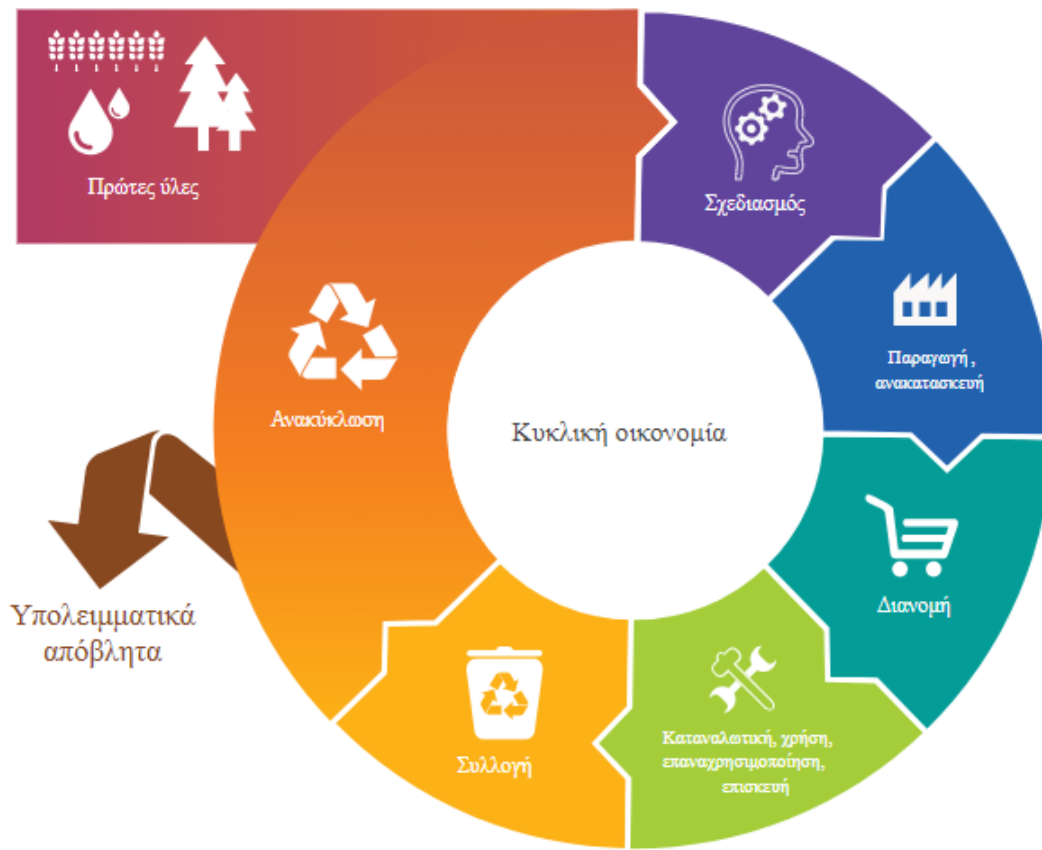 Πρώτες ύλες
Σχεδιασμός
Παραγωγή ,
ανακατασκευή
Διανομή
Καταναλωτική, χρήση,
επαναχρησιμοποίηση,
επισκευή
Συλλογή
Ανακύκλωση
Υπολειμματικά
απόβλητα
Κυκλική οικονομία